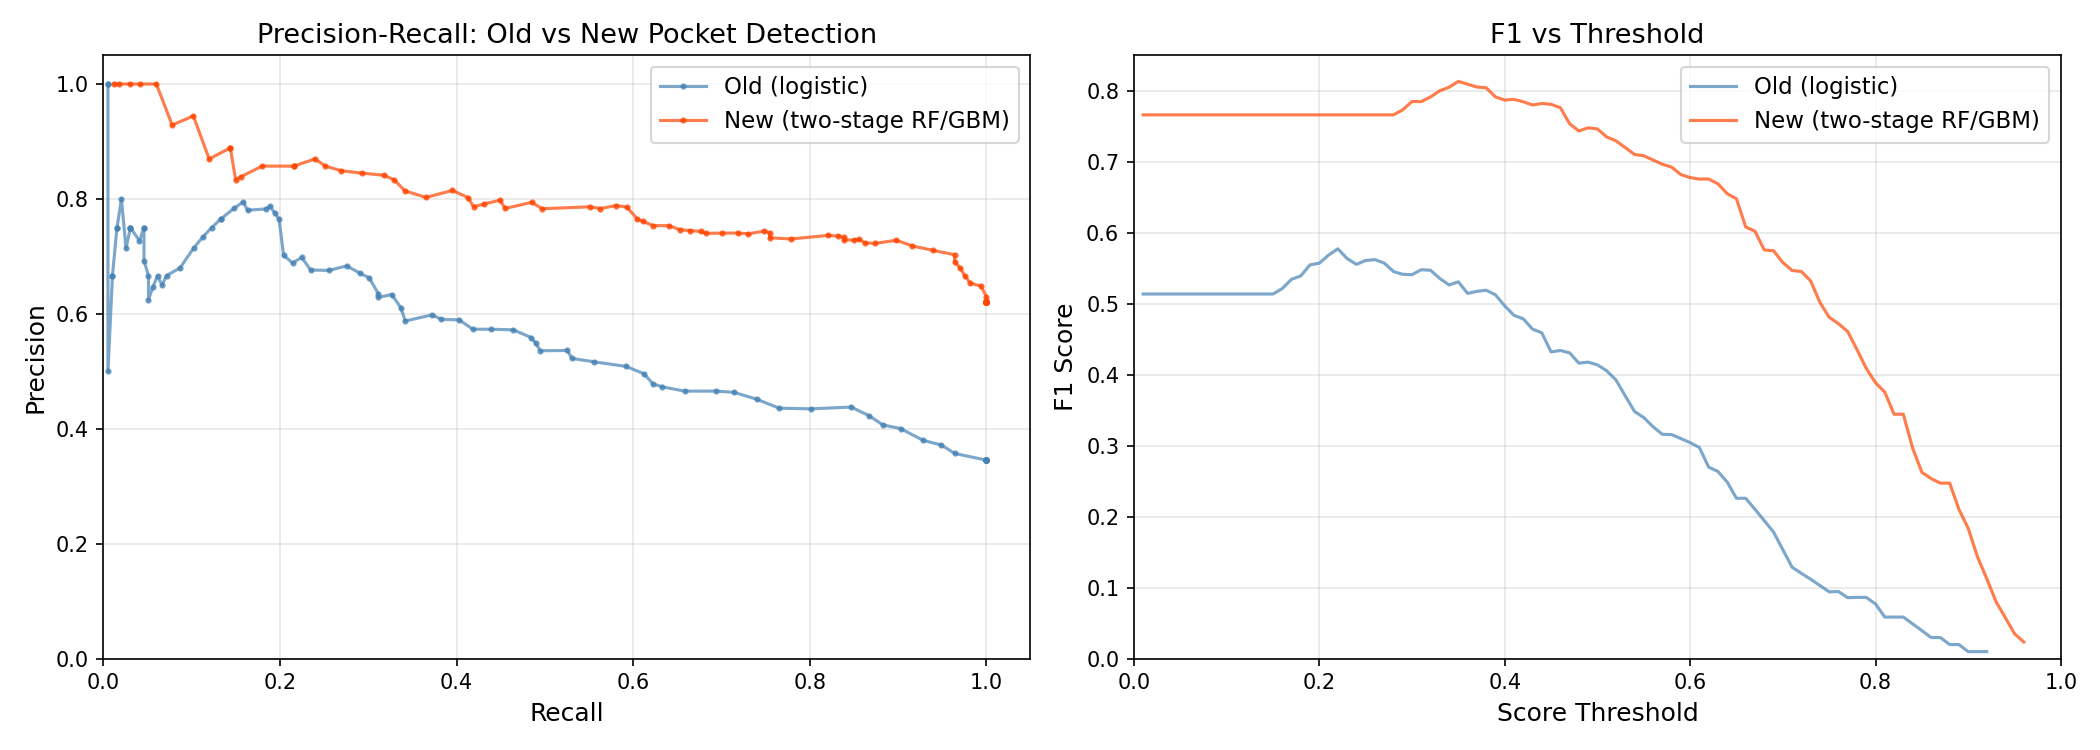 Precision-Recall: Old vs New Pocket Detection
Old (logistic)
New (two-stage RF/GBM)
Precision
1.0
0.8
0.6
0.4
0.2
0.0
0.0 0.2 0.4 0.6 0.8 1.0
Recall
F1 vs Threshold
Old (logistic)
New (two-stage RF/GBM)
F1 Score
0.8
0.7
0.6
0.5
0.4
0.3
0.2
0.1
0.0
0.0 0.2 0.4 0.6 0.8 1.0
Score Threshold